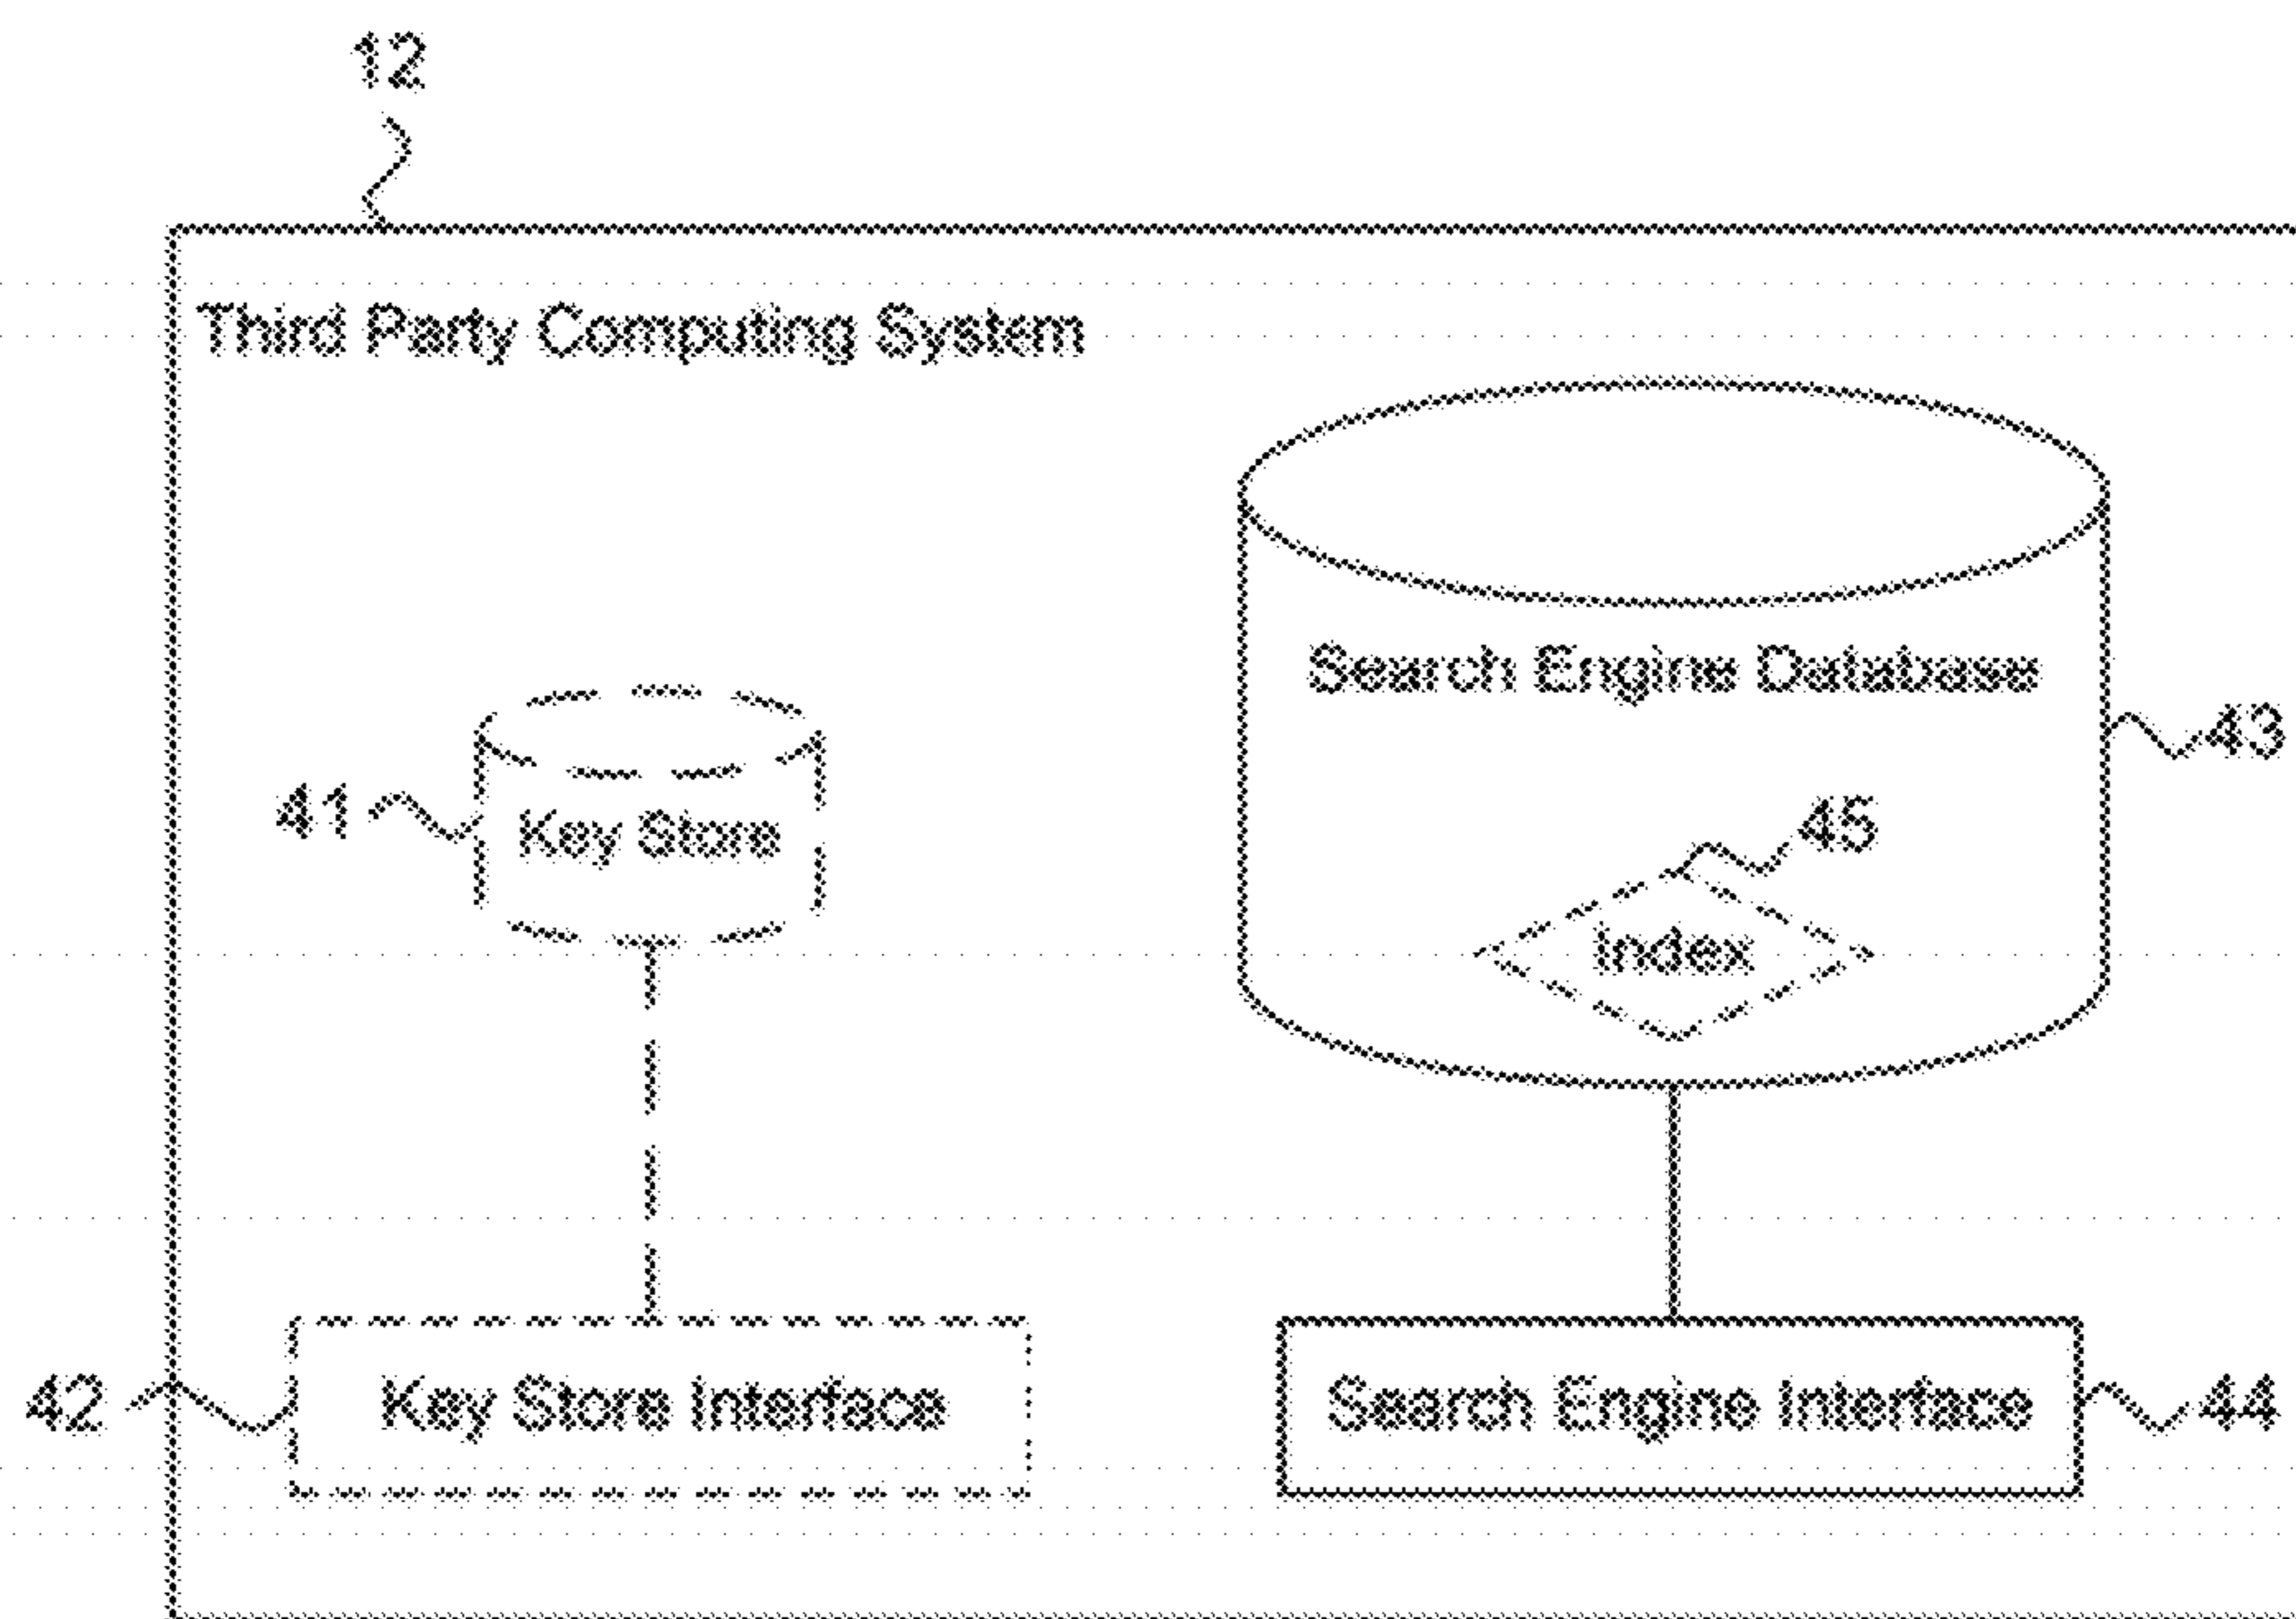 12
Third Party Computing System
Search Engine Database
43
41
Key Store
45
Index
42
Key Store Interface
Search Engine Interface
44